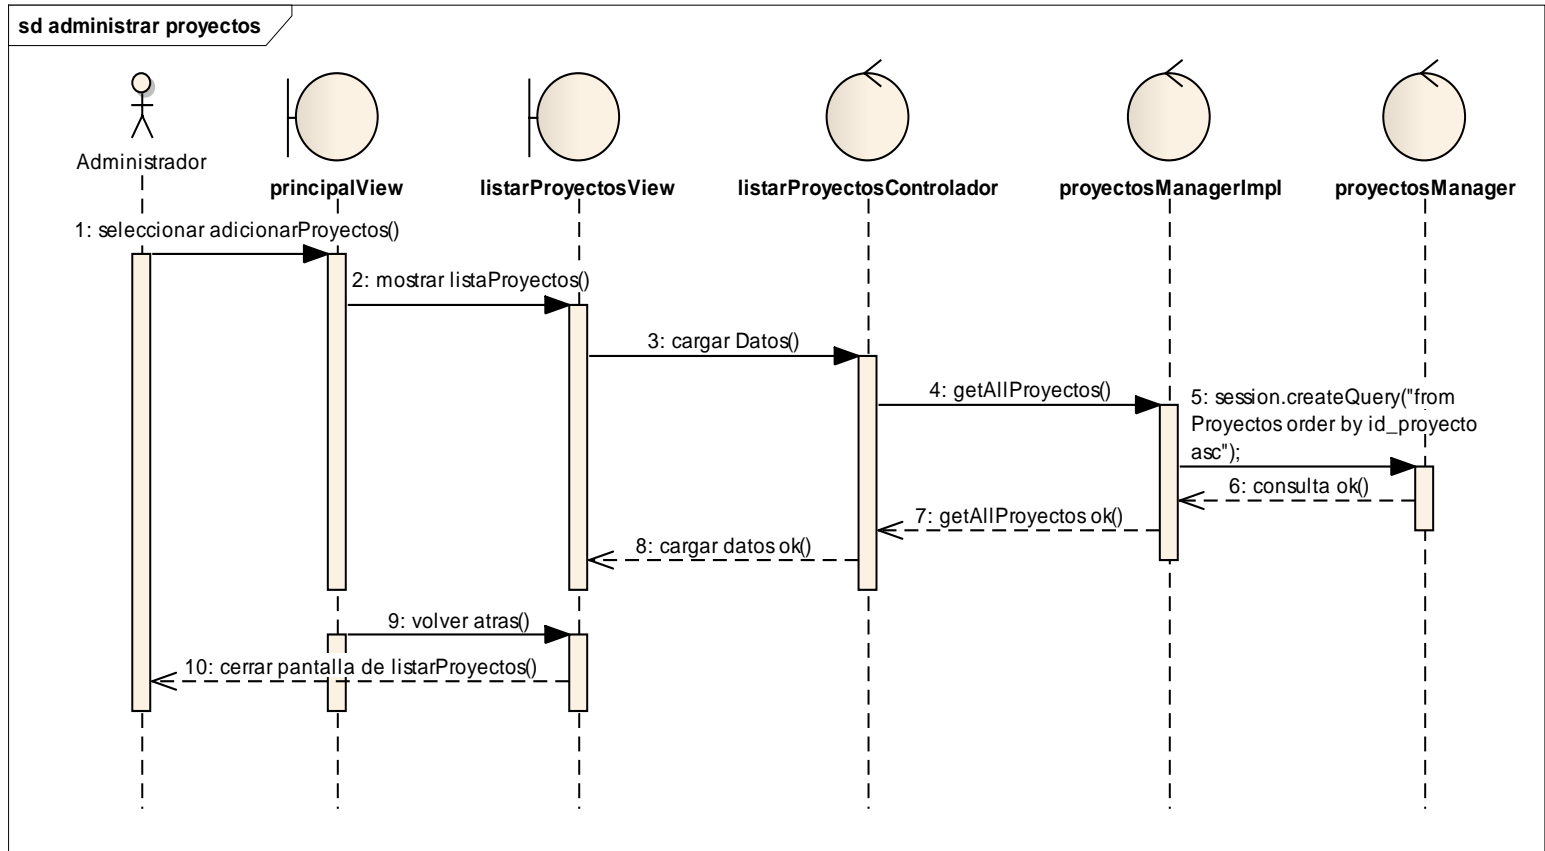 sd administrar proyectos
Administrador
principalView
listarProyectosView
listarProyectosControlador
proyectosManagerImpl
proyectosManager
1: seleccionar adicionarProyectos()
2: mostrar listaProyectos()
3: cargar Datos()
4: getAllProyectos()
5: session.createQuery("from
Proyectos order by id_proyecto
asc");
6: consulta ok()
7: getAllProyectos ok()
8: cargar datos ok()
9: volver atras()
10: cerrar pantalla de listarProyectos()